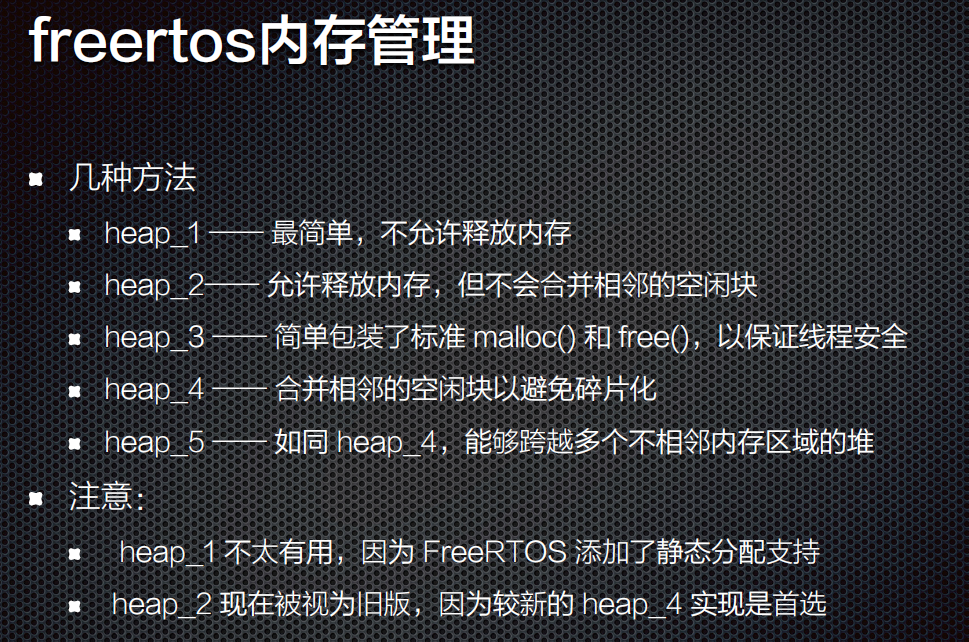 freertos内存管理
几种方法
heap_1 —— 最简单，不允许释放内存
heap_2—— 允许释放内存，但不会合并相邻的空闲块
heap_3 —— 简单包装了标准 malloc() 和 free()，以保证线程安全
heap_4 —— 合并相邻的空闲块以避免碎片化
heap_5 —— 如同 heap_4，能够跨越多个不相邻内存区域的堆
注意：
heap_1 不太有用，因为 FreeRTOS 添加了静态分配支持
heap_2 现在被视为旧版，因为较新的 heap_4 实现是首选